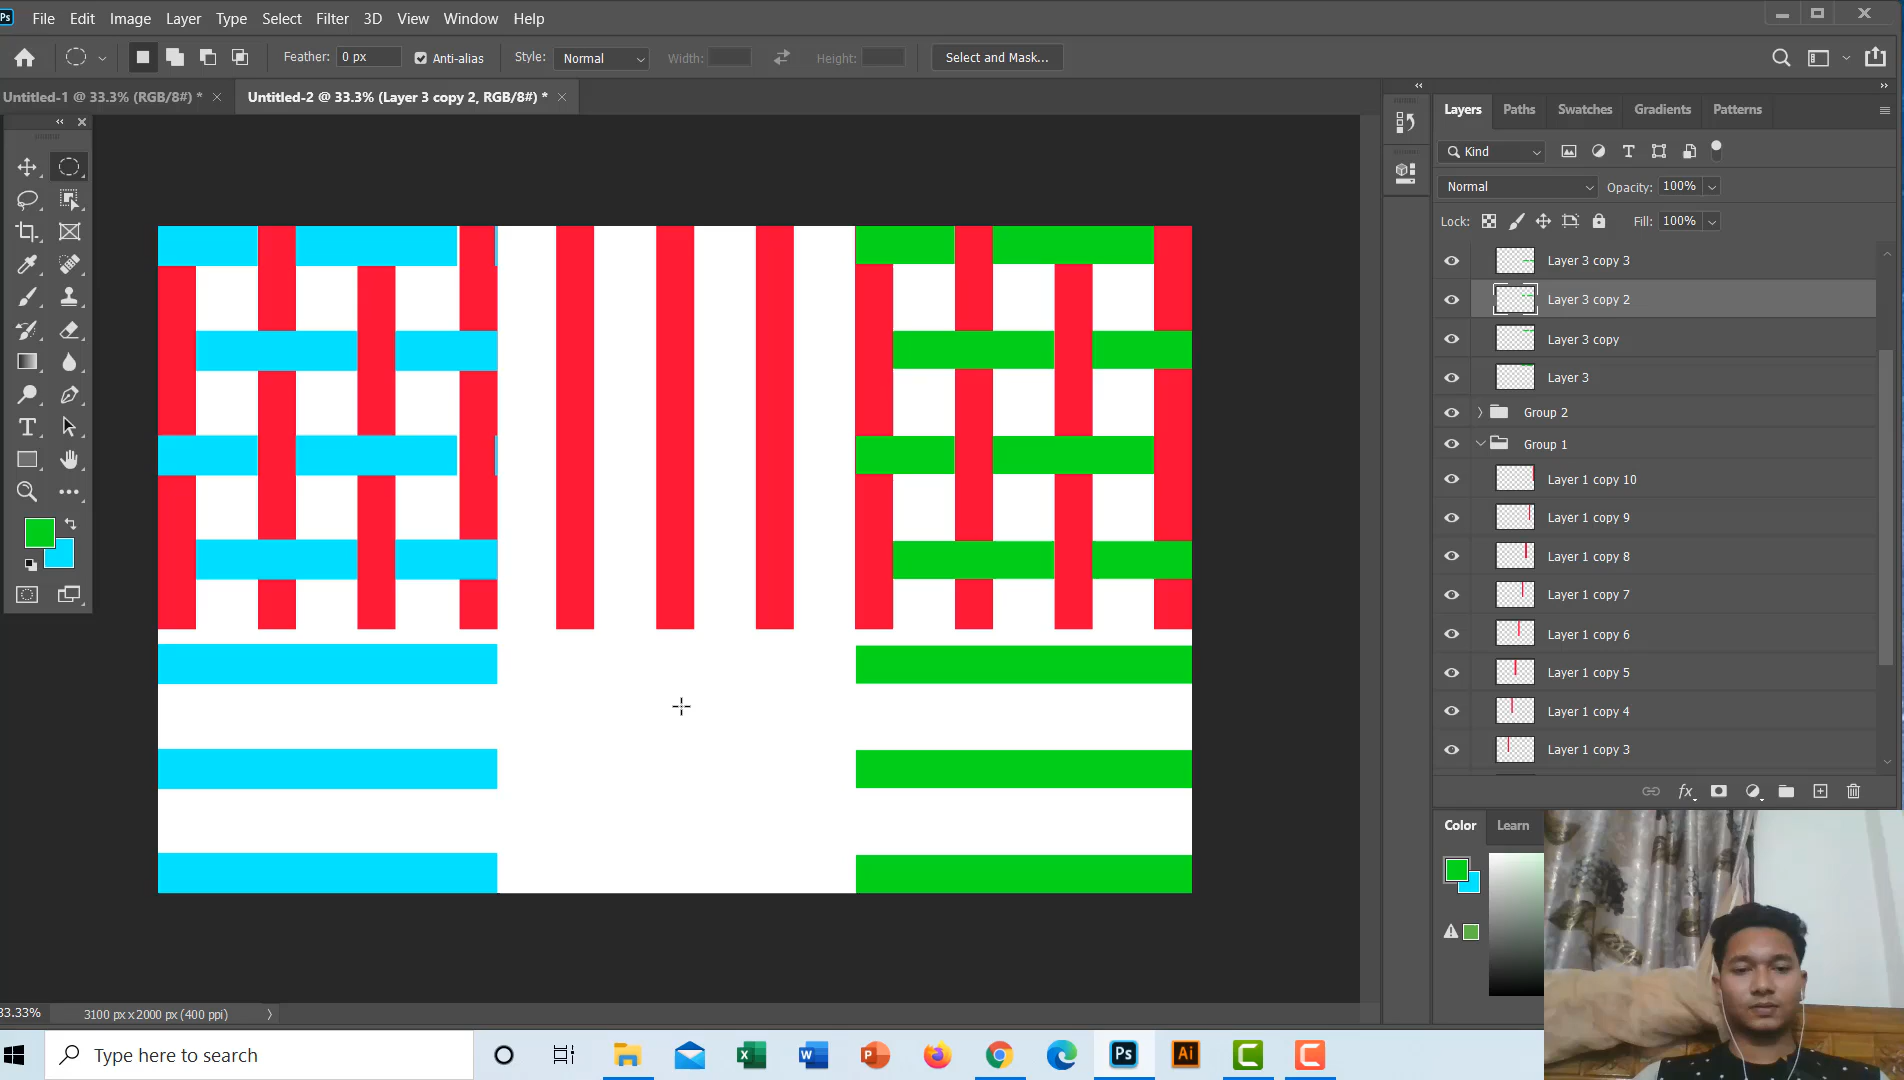 Ps File Edit Image Layer Type Select Filter 3D View Window Help
Feather: 0 px Anti-alias Style: Normal Width: Height: Select and Mask...
Untitled-1 @ 33.3% (RGB/8#) * × Untitled-2 @ 33.3% (Layer 3 copy 2, RGB/8#) * ×
Layers Paths Swatches Gradients Patterns
Kind
Normal Opacity: 100%
Lock: Fill: 100%
Layer 3 copy 3
Layer 3 copy 2
Layer 3 copy
Layer 3
Group 2
Group 1
Layer 1 copy 10
Layer 1 copy 9
Layer 1 copy 8
Layer 1 copy 7
Layer 1 copy 6
Layer 1 copy 5
Layer 1 copy 4
Layer 1 copy 3
fx
Color Learn
33.33% 3100 px x 2000 px (400 ppi)
Type here to search
Ps Ai